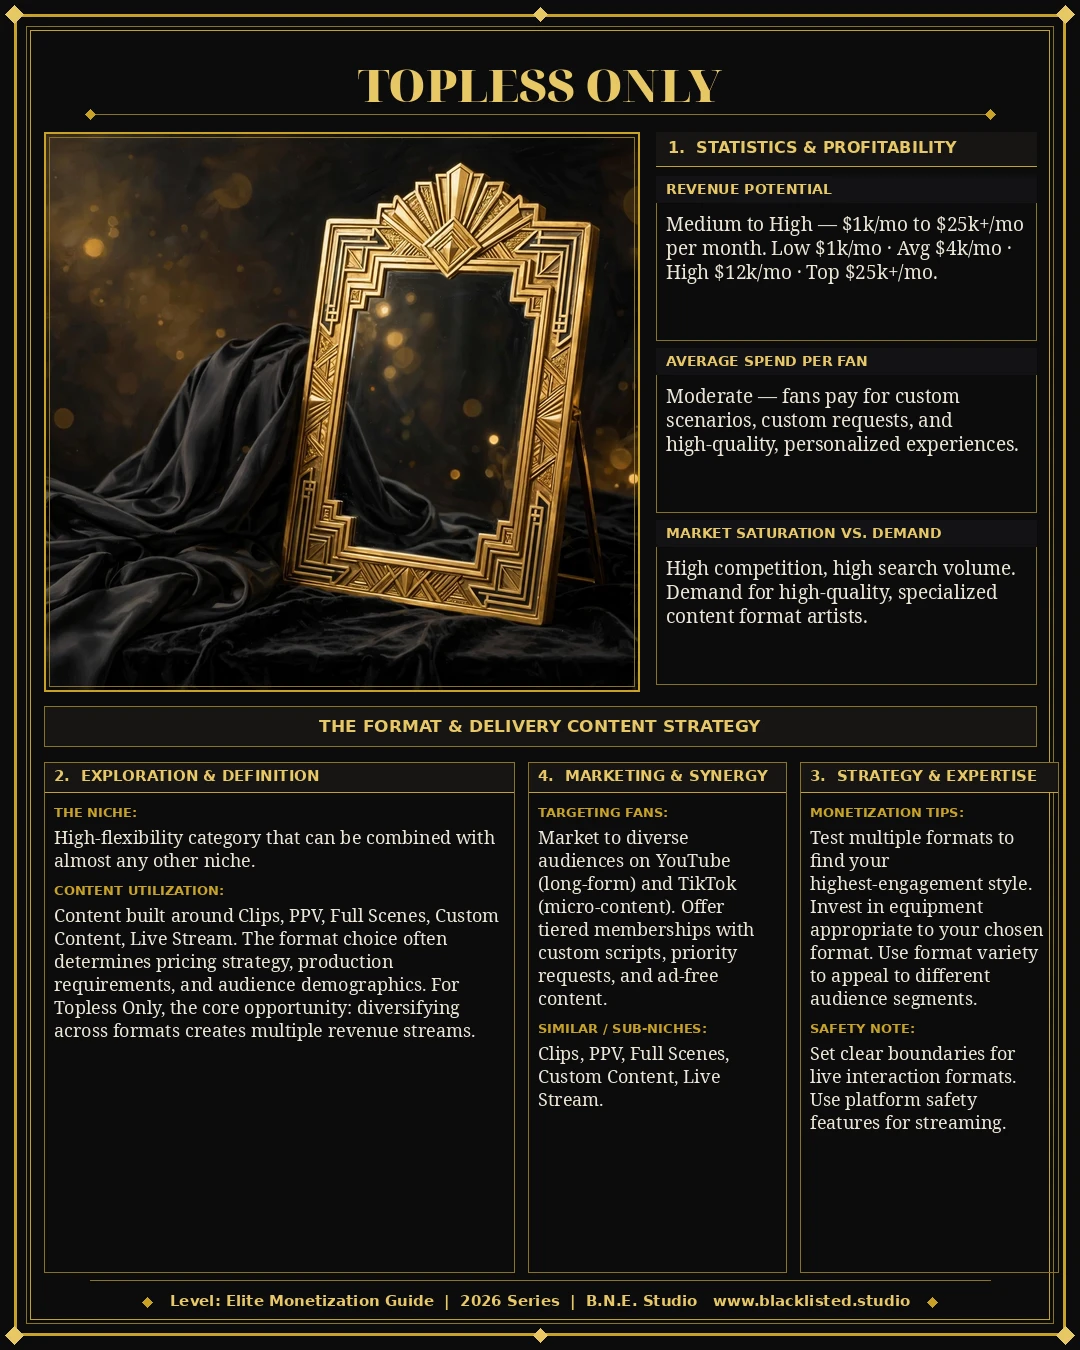 TOPLESS ONLY
1. STATISTICS & PROFITABILITY
REVENUE POTENTIAL
Medium to High — $1k/mo to $25k+/mo
per month. Low $1k/mo · Avg $4k/mo ·
High $12k/mo · Top $25k+/mo.
AVERAGE SPEND PER FAN
Moderate — fans pay for custom
scenarios, custom requests, and
high-quality, personalized experiences.
MARKET SATURATION VS. DEMAND
High competition, high search volume.
Demand for high-quality, specialized
content format artists.
THE FORMAT & DELIVERY CONTENT STRATEGY
2. EXPLORATION & DEFINITION
THE NICHE:
High-flexibility category that can be combined with
almost any other niche.
CONTENT UTILIZATION:
Content built around Clips, PPV, Full Scenes, Custom
Content, Live Stream. The format choice often
determines pricing strategy, production
requirements, and audience demographics. For
Topless Only, the core opportunity: diversifying
across formats creates multiple revenue streams.
4. MARKETING & SYNERGY
TARGETING FANS:
Market to diverse
audiences on YouTube
(long-form) and TikTok
(micro-content). Offer
tiered memberships with
custom scripts, priority
requests, and ad-free
content.
SIMILAR / SUB-NICHES:
Clips, PPV, Full Scenes,
Custom Content, Live
Stream.
3. STRATEGY & EXPERTISE
MONETIZATION TIPS:
Test multiple formats to
find your
highest-engagement style.
Invest in equipment
appropriate to your chosen
format. Use format variety
to appeal to different
audience segments.
SAFETY NOTE:
Set clear boundaries for
live interaction formats.
Use platform safety
features for streaming.
Level: Elite Monetization Guide | 2026 Series | B.N.E. Studio www.blacklisted.studio